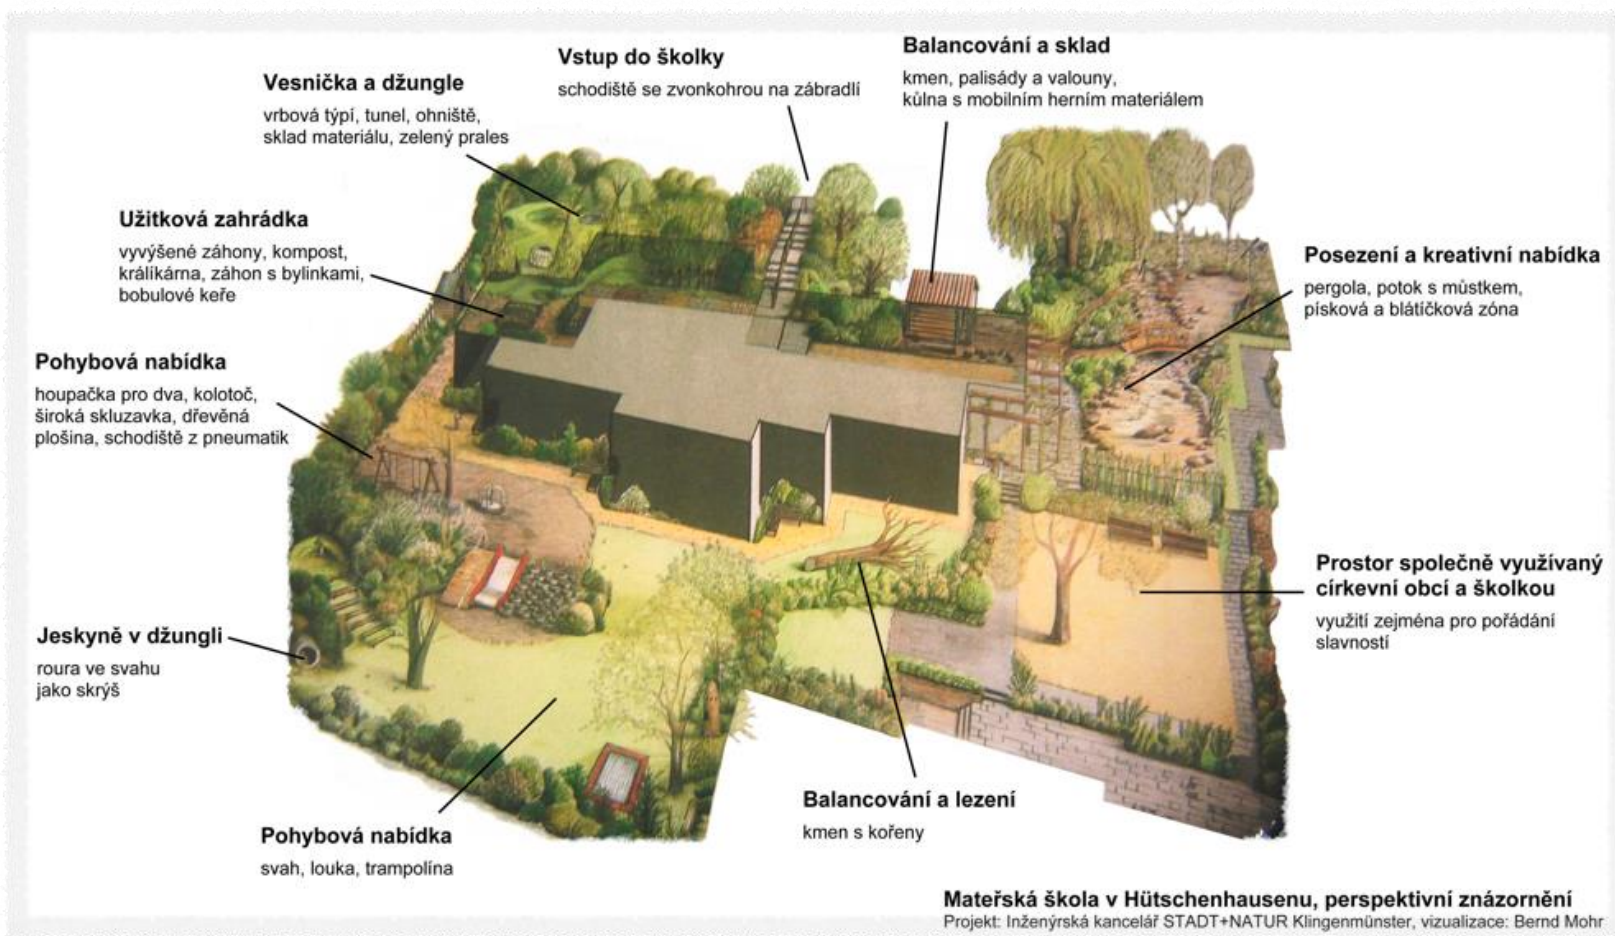 Vesnička a džungle
vrbová týpí, tunel, ohniště,
sklad materiálu, zelený prales
Vstup do školky
schodiště se zvonkohrou na zábradlí
Balancování a sklad
kmen, palisády a valouny,
kůlna s mobilním herním materiálem
Užitková zahrádka
vyvýšené záhony, kompost,
králíkárna, záhon s bylinkami,
bobulové keře
Posezení a kreativní nabídka
pergola, potok s můstkem,
písková a blátíčková zóna
Pohybová nabídka
houpačka pro dva, kolotoč,
široká skluzavka, dřevěná
plošina, schodiště z pneumatik
Prostor společně využívaný
církevní obcí a školkou
využití zejména pro pořádání
slavností
Jeskyně v džungli
roura ve svahu
jako skrýš
Balancování a lezení
kmen s kořeny
Pohybová nabídka
svah, louka, trampolína
Mateřská škola v Hütschenhausenu, perspektivní znázornění
Projekt: Inženýrská kancelář STADT+NATUR Klingenmünster, vizualizace: Bernd Mohr